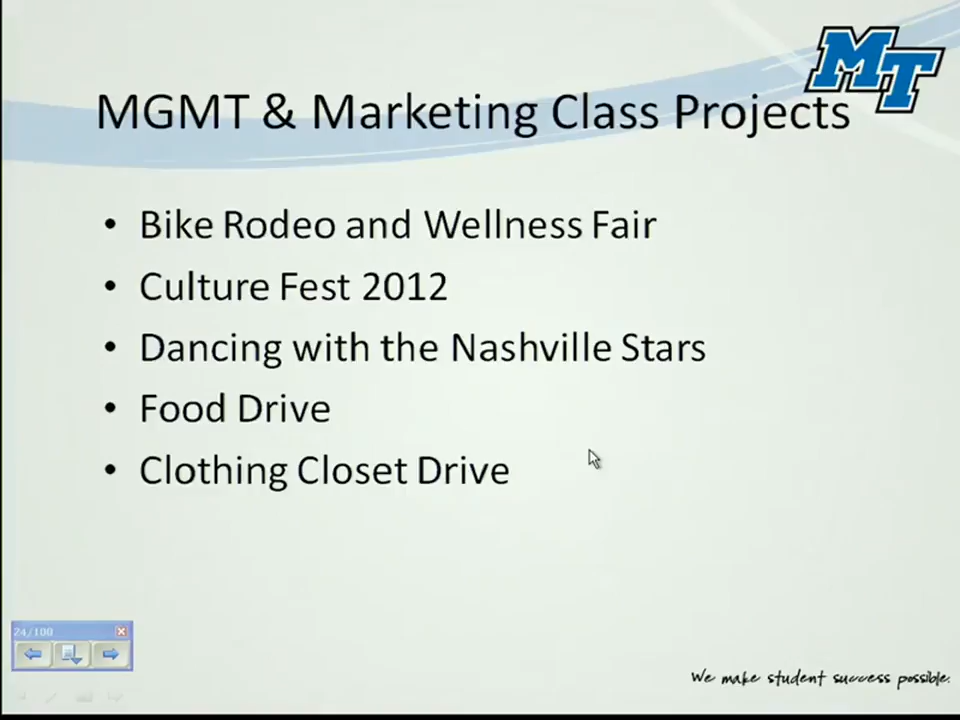 MT
MGMT & Marketing Class Projects
• Bike Rodeo and Wellness Fair
• Culture Fest 2012
• Dancing with the Nashville Stars
• Food Drive
• Clothing Closet Drive
24/100
We make student success possible.